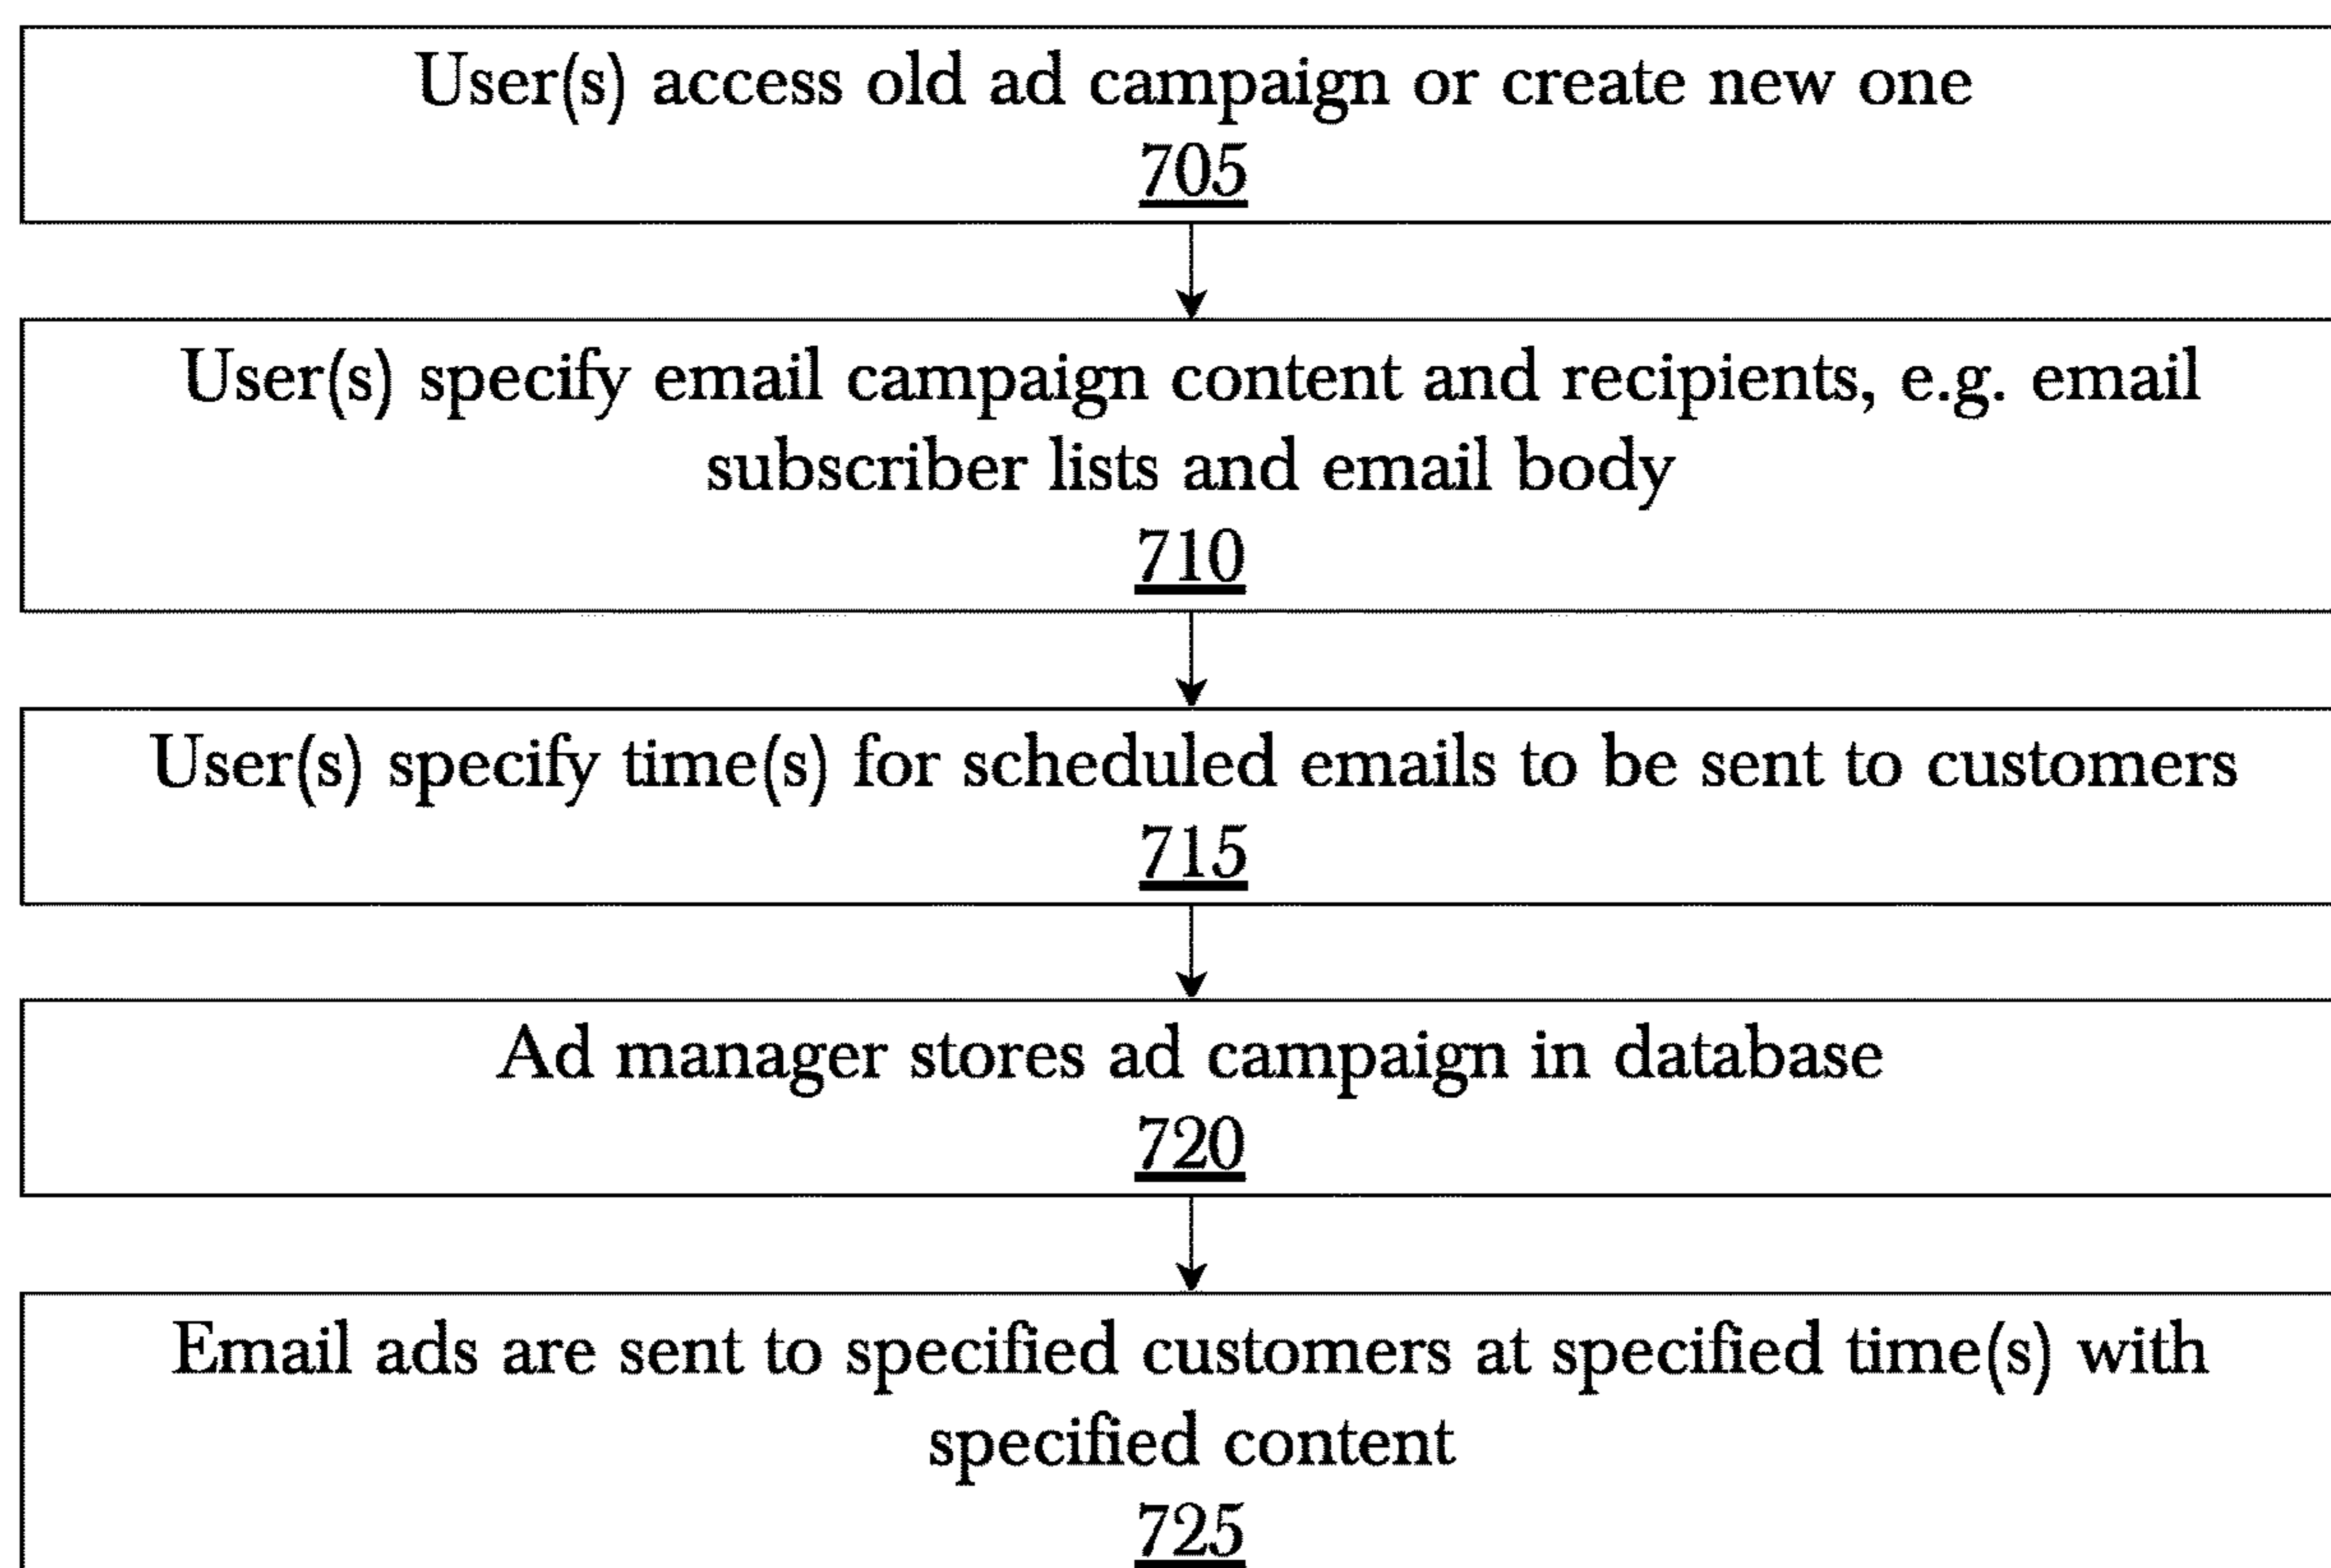 User(s) access old ad campaign or create new one
705
User(s) specify email campaign content and recipients, e.g. email
subscriber lists and email body
710
User(s) specify time(s) for scheduled emails to be sent to customers
715
Ad manager stores ad campaign in database
720
Email ads are sent to specified customers at specified time(s) with
specified content
725